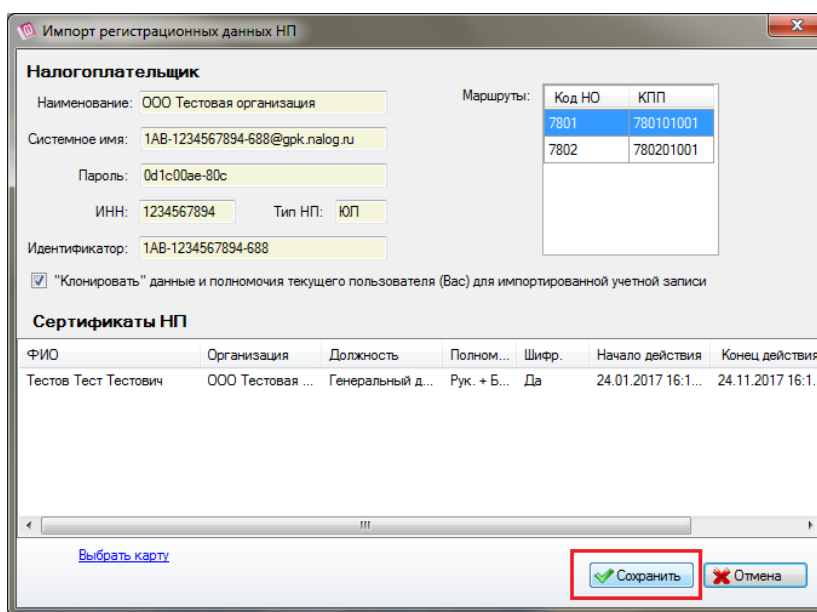 Импорт регистрационных данных НП
Налогоплательщик
Наименование: ООО Тестовая организация
Системное имя: 1AB-1234567894-688@gpk.nalog.ru
Пароль: 0d1c00ae-80c
ИНН: 1234567894 Тип НП: ЮЛ
Идентификатор: 1AB-1234567894-688
Маршруты: Код НО КПП
7801 780101001
7802 780201001
"Клонировать" данные и полномочия текущего пользователя (Вас) для импортированной учетной записи
Сертификаты НП
ФИО Организация Должность Полном... Шифр. Начало действия Конец действия
Тестов Тест Тестович ООО Тестовая ... Генеральный д... Рук. + Б... Да 24.01.2017 16:1... 24.11.2017 16:1.
Выбрать карту
Сохранить Отмена